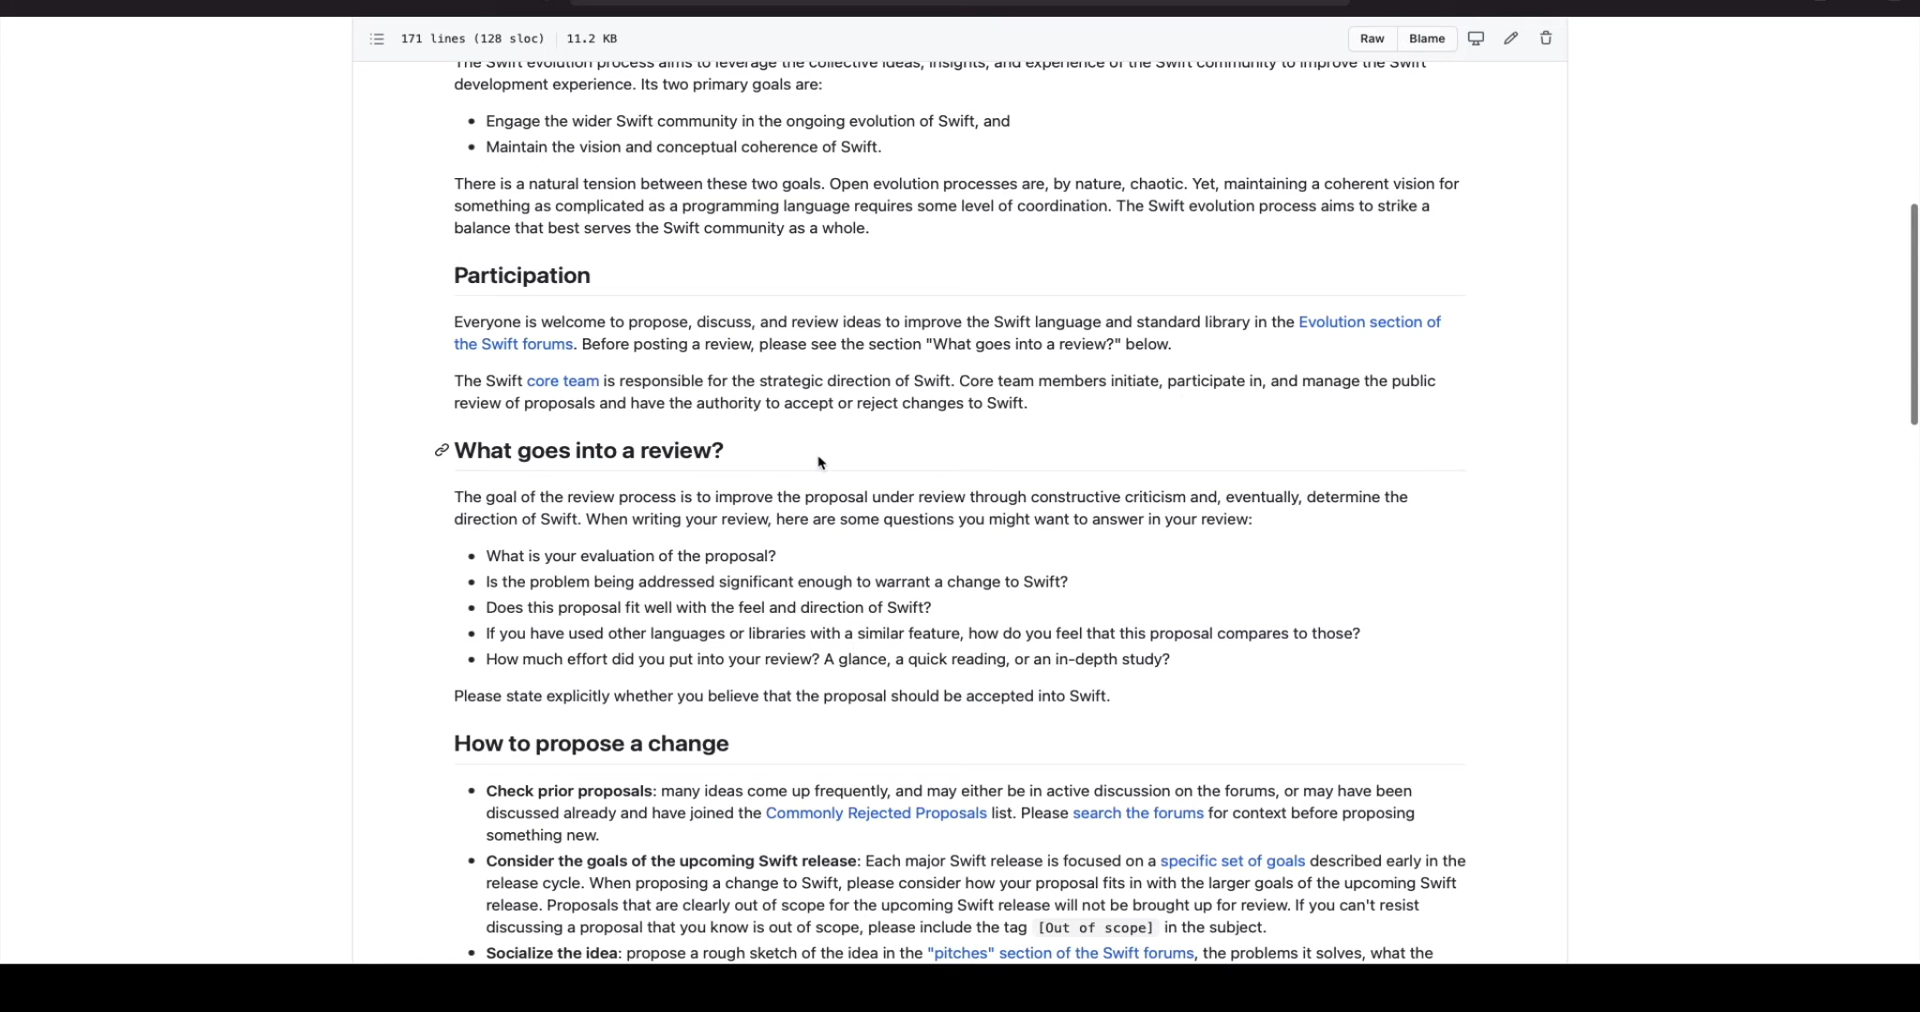 171 lines (128 sloc) 11.2 KB Raw Blame
The Swift evolution process aims to leverage the collective ideas, insights, and experience of the Swift community to improve the Swift
development experience. Its two primary goals are:
• Engage the wider Swift community in the ongoing evolution of Swift, and
• Maintain the vision and conceptual coherence of Swift.
There is a natural tension between these two goals. Open evolution processes are, by nature, chaotic. Yet, maintaining a coherent vision for
something as complicated as a programming language requires some level of coordination. The Swift evolution process aims to strike a
balance that best serves the Swift community as a whole.
Participation
Everyone is welcome to propose, discuss, and review ideas to improve the Swift language and standard library in the Evolution section of
the Swift forums. Before posting a review, please see the section "What goes into a review?" below.
The Swift core team is responsible for the strategic direction of Swift. Core team members initiate, participate in, and manage the public
review of proposals and have the authority to accept or reject changes to Swift.
What goes into a review?
The goal of the review process is to improve the proposal under review through constructive criticism and, eventually, determine the
direction of Swift. When writing your review, here are some questions you might want to answer in your review:
• What is your evaluation of the proposal?
• Is the problem being addressed significant enough to warrant a change to Swift?
• Does this proposal fit well with the feel and direction of Swift?
• If you have used other languages or libraries with a similar feature, how do you feel that this proposal compares to those?
• How much effort did you put into your review? A glance, a quick reading, or an in-depth study?
Please state explicitly whether you believe that the proposal should be accepted into Swift.
How to propose a change
• Check prior proposals: many ideas come up frequently, and may either be in active discussion on the forums, or may have been
discussed already and have joined the Commonly Rejected Proposals list. Please search the forums for context before proposing
something new.
• Consider the goals of the upcoming Swift release: Each major Swift release is focused on a specific set of goals described early in the
release cycle. When proposing a change to Swift, please consider how your proposal fits in with the larger goals of the upcoming Swift
release. Proposals that are clearly out of scope for the upcoming Swift release will not be brought up for review. If you can't resist
discussing a proposal that you know is out of scope, please include the tag [Out of scope] in the subject.
• Socialize the idea: propose a rough sketch of the idea in the "pitches" section of the Swift forums, the problems it solves, what the